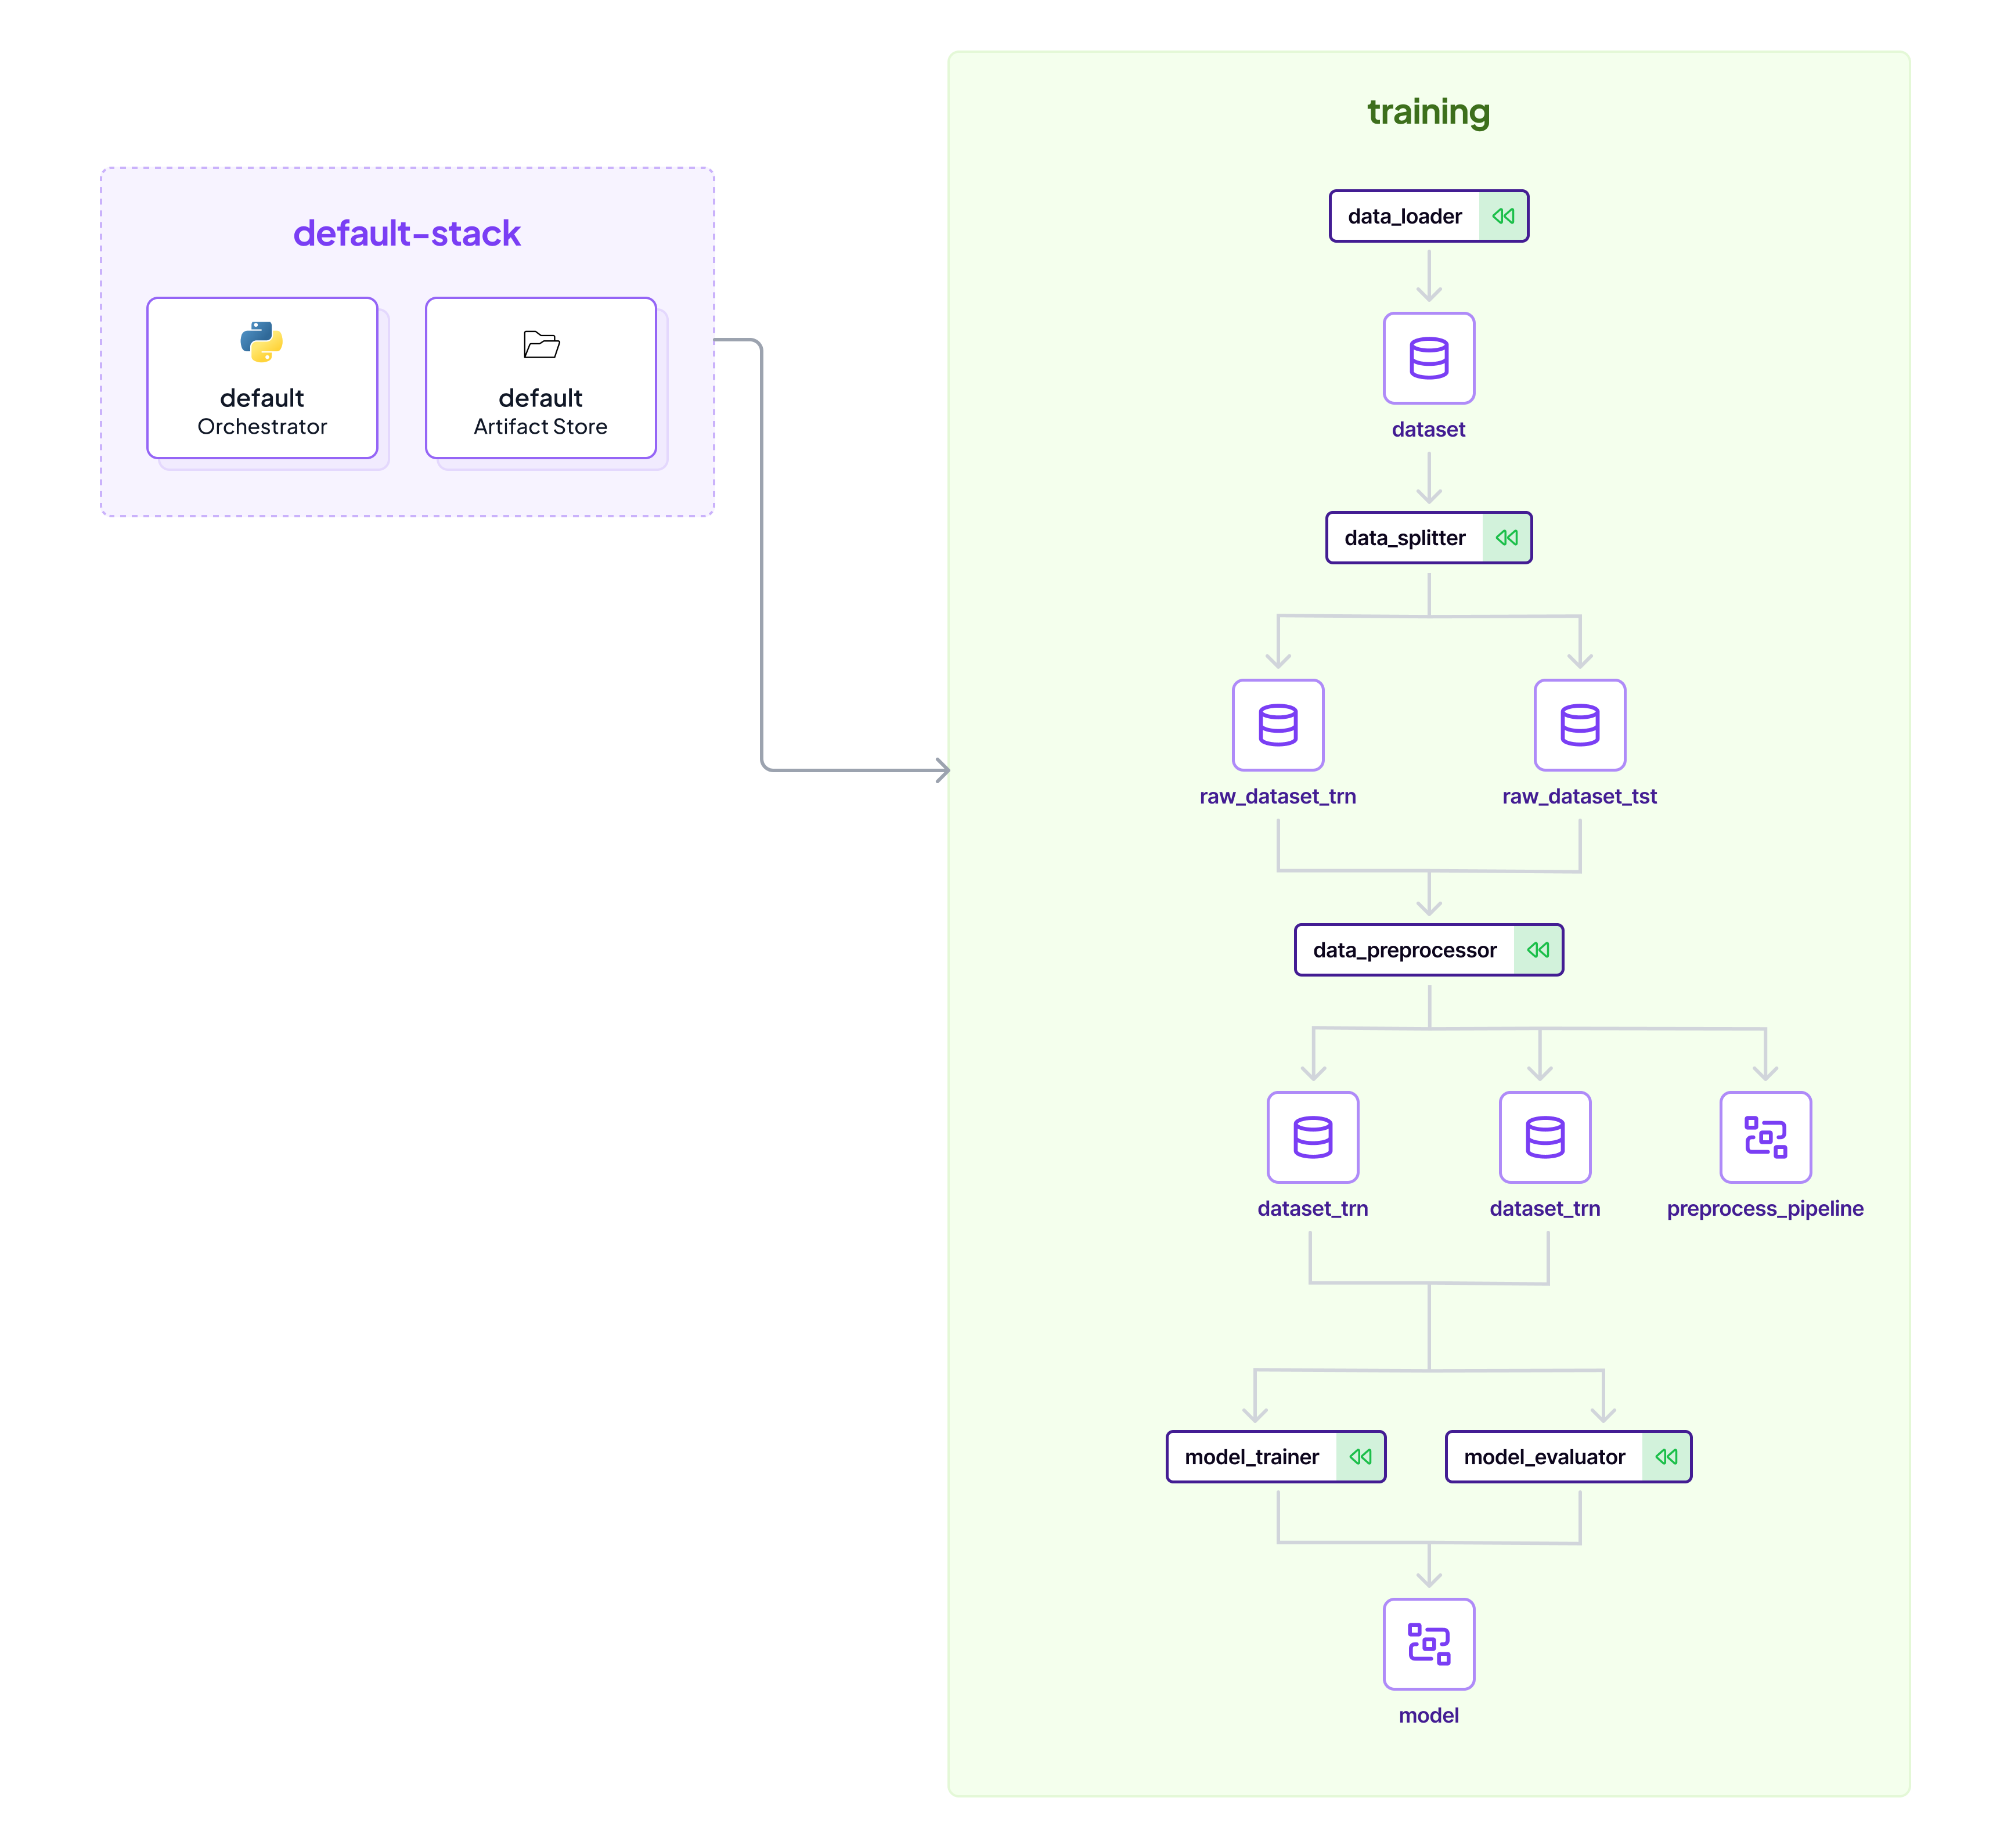 default-stack
default
Orchestrator
default
Artifact Store
training
data_loader
dataset
data_splitter
raw_dataset_trn
raw_dataset_tst
data_preprocessor
dataset_trn
dataset_trn
preprocess_pipeline
model_trainer
model_evaluator
model